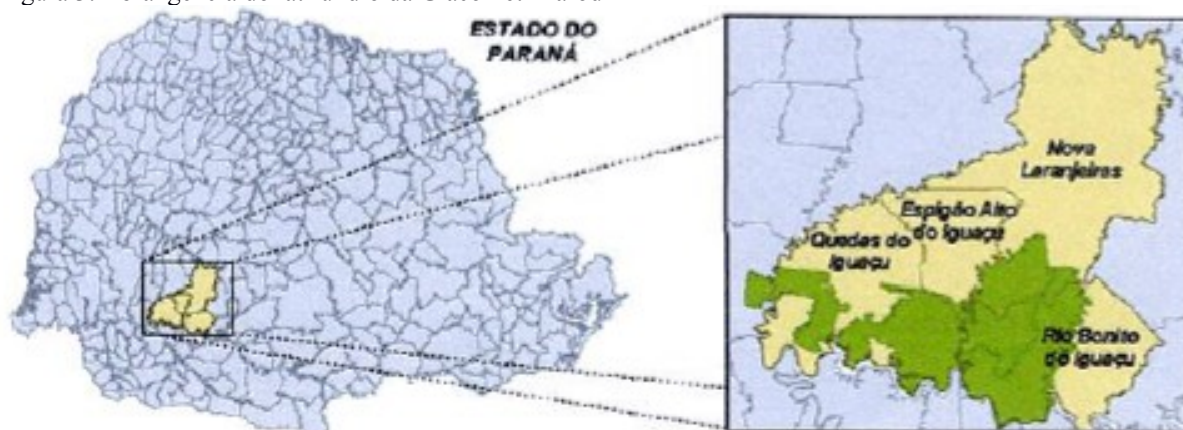 ESTADO DO
PARANÁ
Nova
Laranjeiras
Espigão Alto
do Iguaçu
Quedas do
Iguaçu
Rio Bonito
do Iguaçu